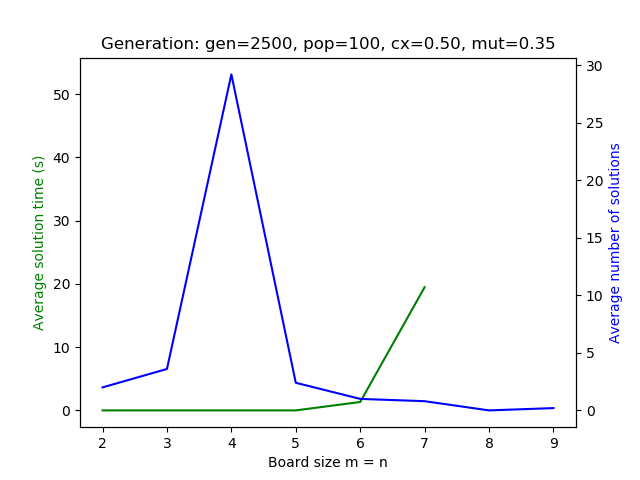 Generation: gen=2500, pop=100, cx=0.50, mut=0.35
Average solution time (s)
50
40
30
20
10
0
30
25
20
15
10
5
0
Average number of solutions
2 3 4 5 6 7 8 9
Board size m = n